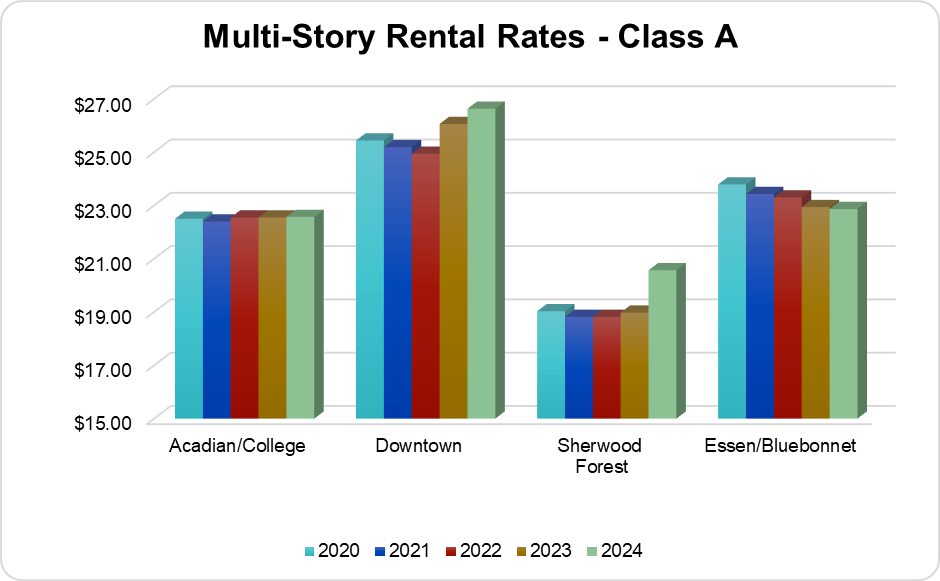 Multi-Story Rental Rates - Class A
$27.00
$25.00
$23.00
$21.00
$19.00
$17.00
$15.00
Acadian/College
Downtown
Sherwood
Forest
Essen/Bluebonnet
2020
2021
2022
2023
2024